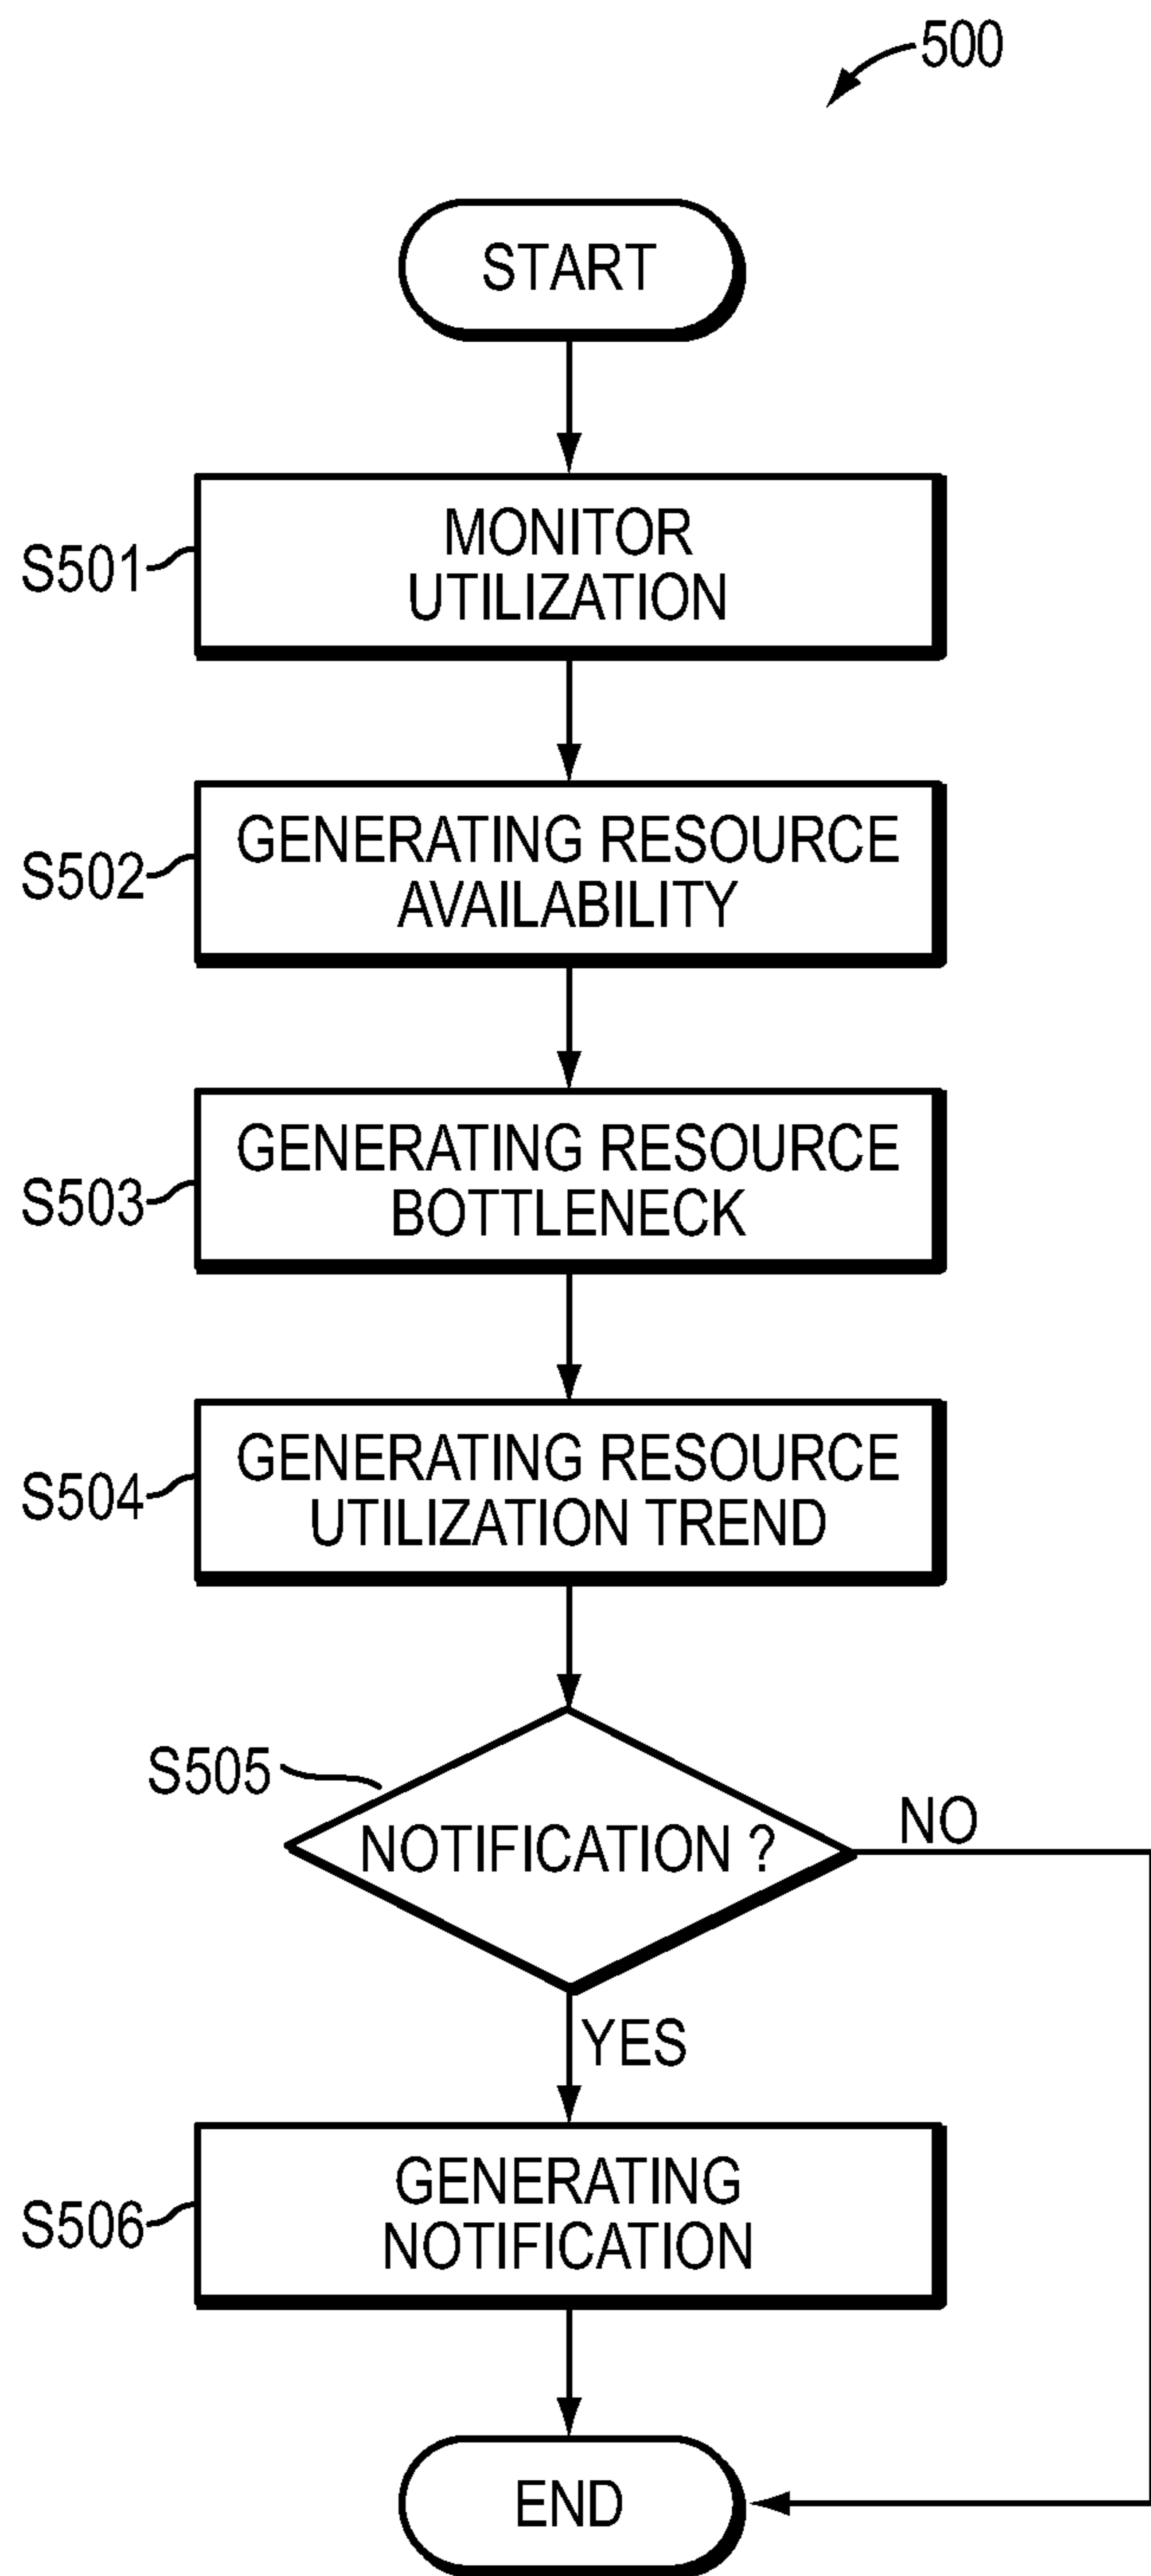 500
START
S501
MONITOR
UTILIZATION
S502
GENERATING RESOURCE
AVAILABILITY
S503
GENERATING RESOURCE
BOTTLENECK
S504
GENERATING RESOURCE
UTILIZATION TREND
S505
NOTIFICATION ?
NO
YES
S506
GENERATING
NOTIFICATION
END